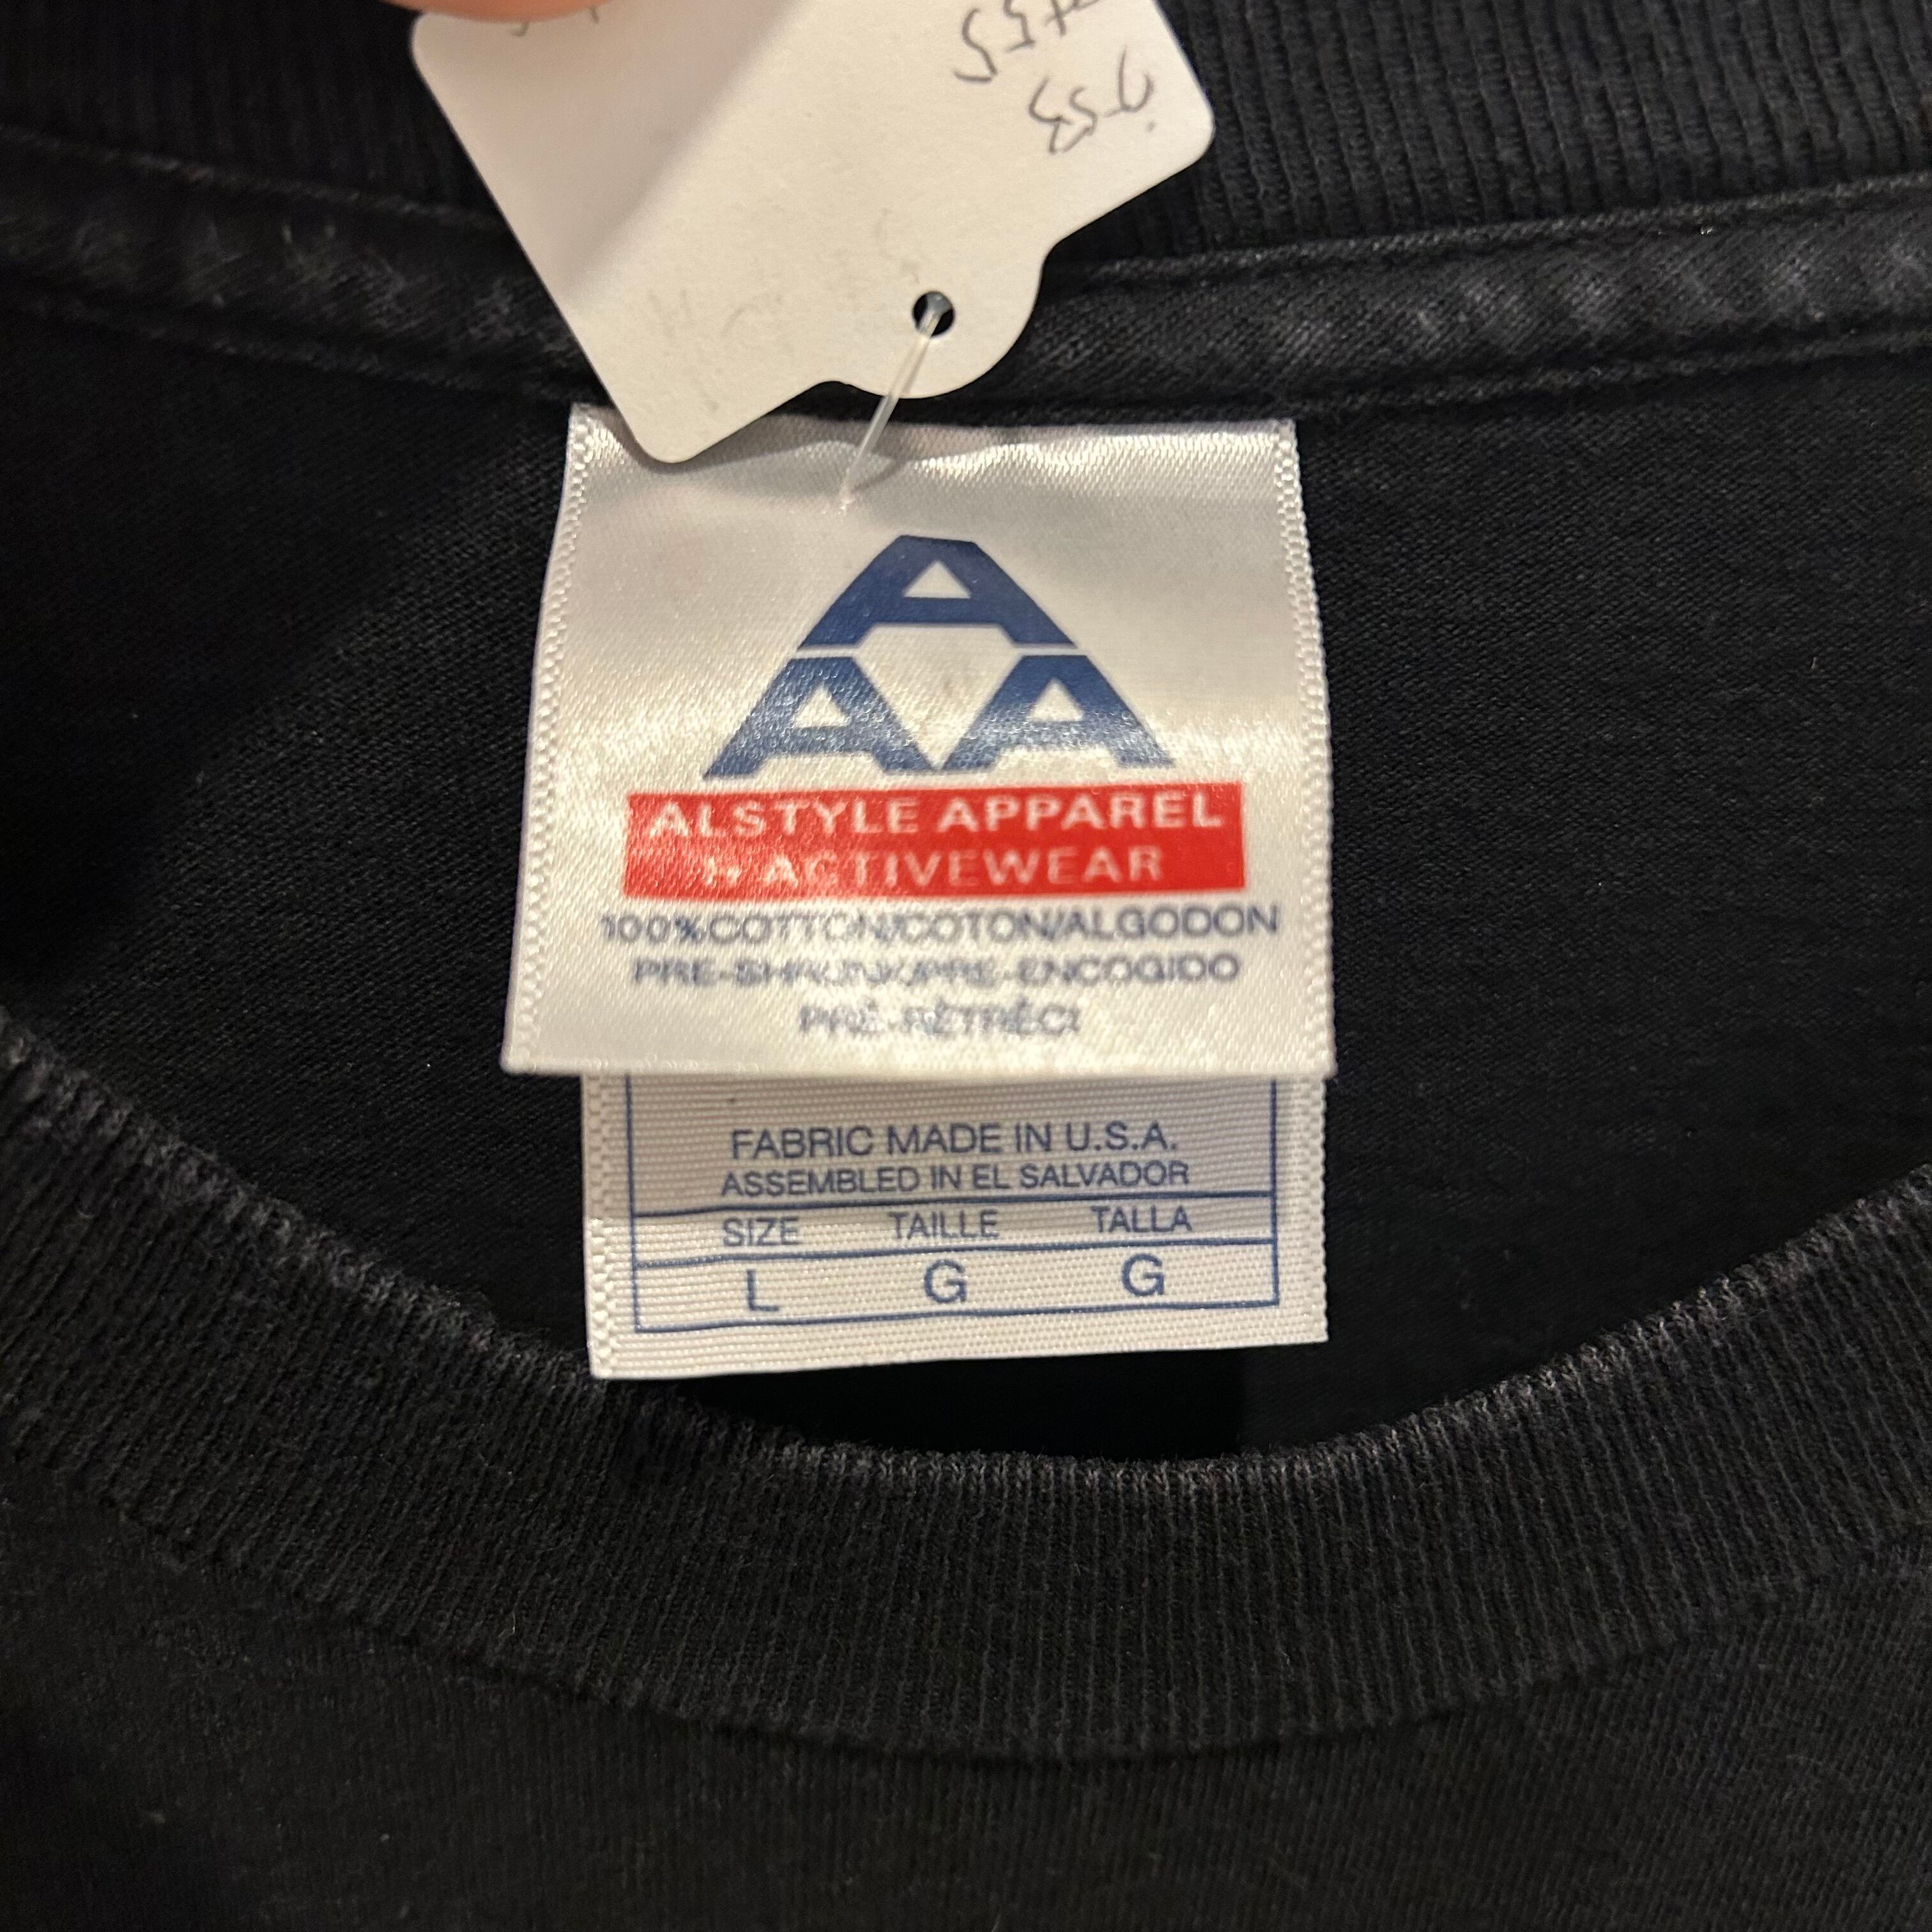 A
A A
ALSTYLE APPAREL
& ACTIVEWEAR
100%COTTON/COTON/ALGODON
PRE-SHRUNK/PRE-ENCOGIDO
PRÉ-RÉTRÉCI
FABRIC MADE IN U.S.A.
ASSEMBLED IN EL SALVADOR
SIZE TAILLE TALLA
L G G